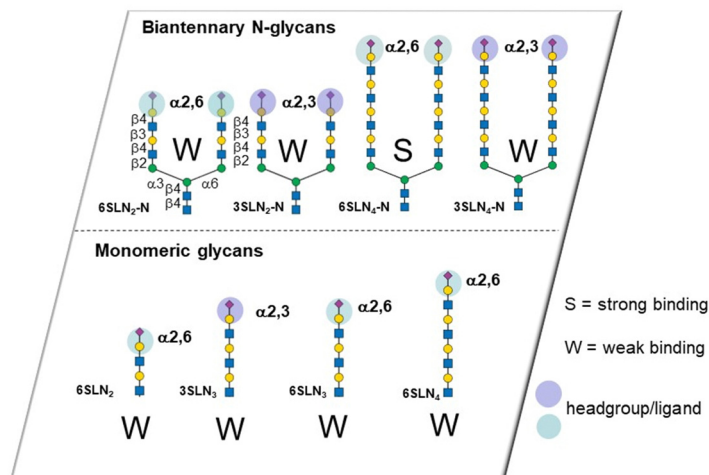 Biantennary N-glycans
α2,6
α2,3
α2,6
α2,3
β4
β3
β4
β2
W
β4
β3
β4
β2
W
S
W
α3
β4
β4
α6
6SLN₂-N
3SLN₂-N
6SLN₄-N
3SLN₄-N
Monomeric glycans
α2,6
α2,3
α2,6
α2,6
6SLN₂
3SLN₃
6SLN₃
6SLN₄
W
W
W
W
S = strong binding
W = weak binding
headgroup/ligand